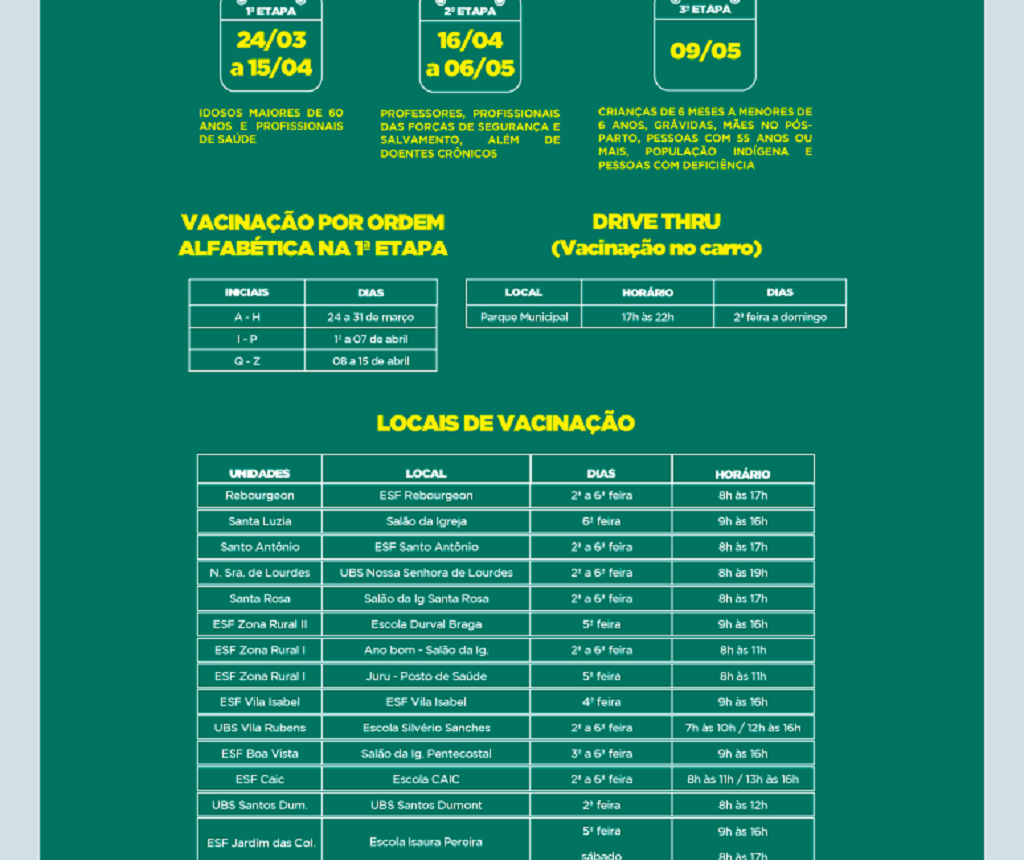 1ª ETAPA
24/03
a 15/04
IDOSOS MAIORES DE 60
ANOS E PROFISSIONAIS
DE SAÚDE
2ª ETAPA
16/04
a 06/05
PROFESSORES, PROFISSIONAIS
DAS FORÇAS DE SEGURANÇA E
SALVAMENTO, ALÉM DE
DOENTES CRÔNICOS
3ª ETAPA
09/05
CRIANÇAS DE 6 MESES A MENORES DE
6 ANOS, GRÁVIDAS, MÃES NO PÓS-
PARTO, PESSOAS COM 55 ANOS OU
MAIS, POPULAÇÃO INDÍGENA E
PESSOAS COM DEFICIÊNCIA
VACINAÇÃO POR ORDEM
ALFABÉTICA NA 1ª ETAPA
INICIAIS DIAS
A - H 24 a 31 de março
I - P 1º a 07 de abril
Q - Z 08 a 15 de abril
DRIVE THRU
(Vacinação no carro)
LOCAL HORÁRIO DIAS
Parque Municipal 17h às 22h 2ª feira a domingo
LOCAIS DE VACINAÇÃO
UNIDADES LOCAL DIAS HORÁRIO
Rebourgeon ESF Rebourgeon 2ª a 6ª feira 8h às 17h
Santa Luzia Salão da Igreja 6ª feira 9h às 16h
Santo Antônio ESF Santo Antônio 2ª a 6ª feira 8h às 17h
N. Sra. de Lourdes UBS Nossa Senhora de Lourdes 2ª a 6ª feira 8h às 19h
Santa Rosa Salão da Ig Santa Rosa 2ª a 6ª feira 8h às 17h
ESF Zona Rural II Escola Durval Braga 5ª feira 9h às 16h
ESF Zona Rural I Ano bom - Salão da Ig. 2ª a 6ª feira 8h às 11h
ESF Zona Rural I Juru - Posto de Saúde 5ª feira 8h às 11h
ESF Vila Isabel ESF Vila Isabel 4ª feira 9h às 16h
UBS Vila Rubens Escola Silvério Sanches 2ª a 6ª feira 7h às 10h / 12h às 16h
ESF Boa Vista Salão da Ig. Pentecostal 3ª a 6ª feira 9h às 16h
ESF Caic Escola CAIC 2ª a 6ª feira 8h às 11h / 13h às 16h
UBS Santos Dum. UBS Santos Dumont 2ª feira 8h às 12h
ESF Jardim das Col. Escola Isaura Pereira 5ª feira 9h às 16h
sábado 8h às 17h